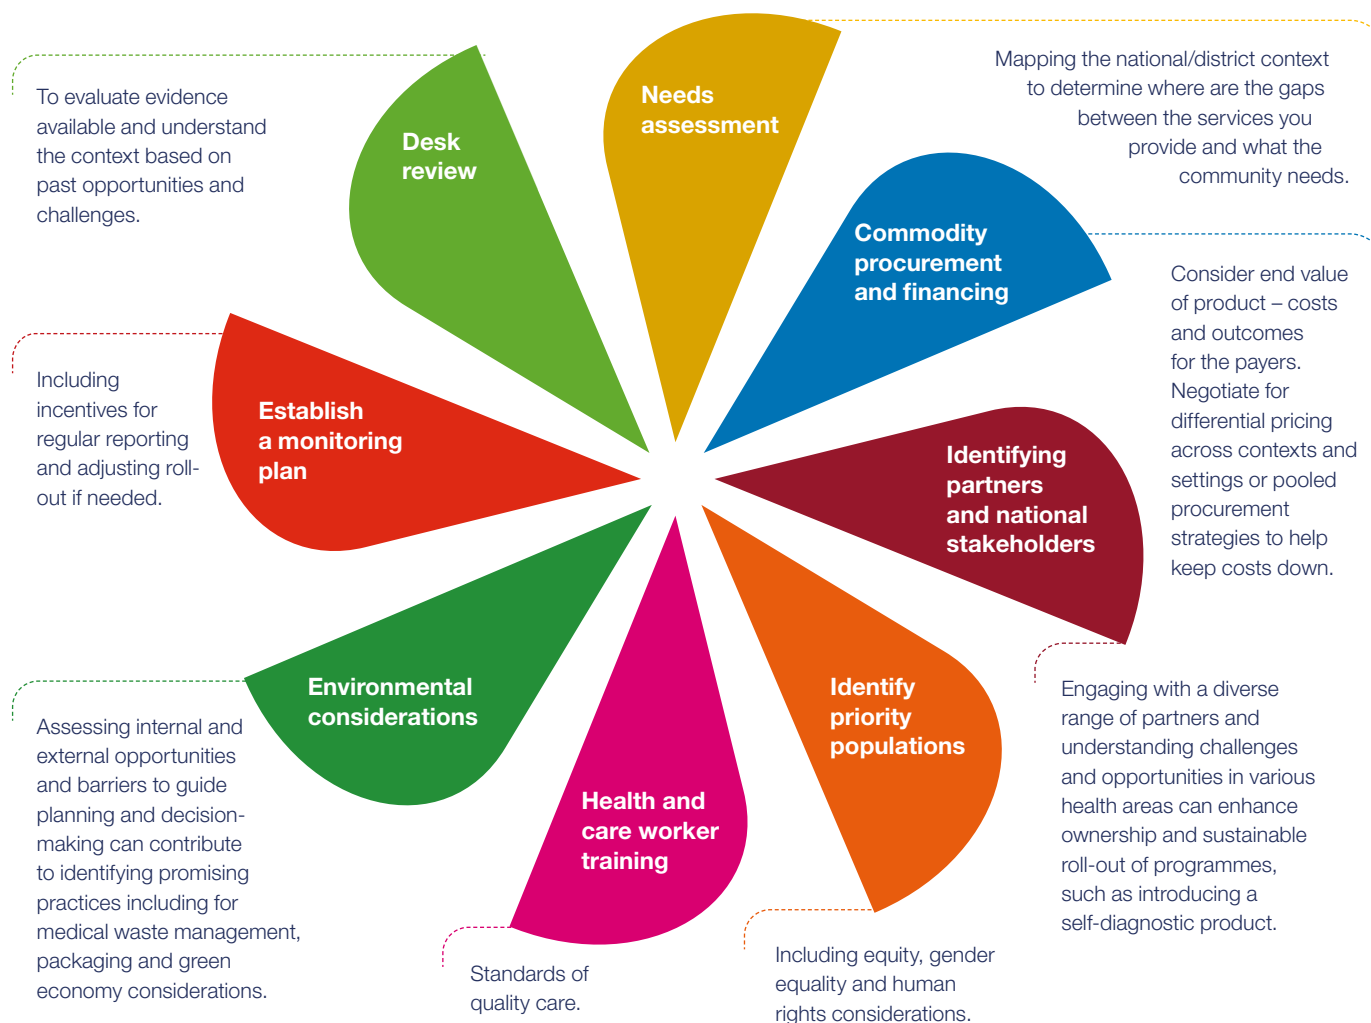 Desk
review
To evaluate evidence
available and understand
the context based on
past opportunities and
challenges.
Needs
assessment
Mapping the national/district context
to determine where are the gaps
between the services you
provide and what the
community needs.
Commodity
procurement
and financing
Consider end value
of product – costs
and outcomes
for the payers.
Negotiate for
differential pricing
across contexts and
settings or pooled
procurement
strategies to help
keep costs down.
Identifying
partners
and national
stakeholders
Engaging with a diverse
range of partners and
understanding challenges
and opportunities in various
health areas can enhance
ownership and sustainable
roll-out of programmes,
such as introducing a
self-diagnostic product.
Identify
priority
populations
Including equity, gender
equality and human
rights considerations.
Health and
care worker
training
Standards of
quality care.
Environmental
considerations
Assessing internal and
external opportunities
and barriers to guide
planning and decision-
making can contribute
to identifying promising
practices including for
medical waste management,
packaging and green
economy considerations.
Establish
a monitoring
plan
Including
incentives for
regular reporting
and adjusting roll-
out if needed.